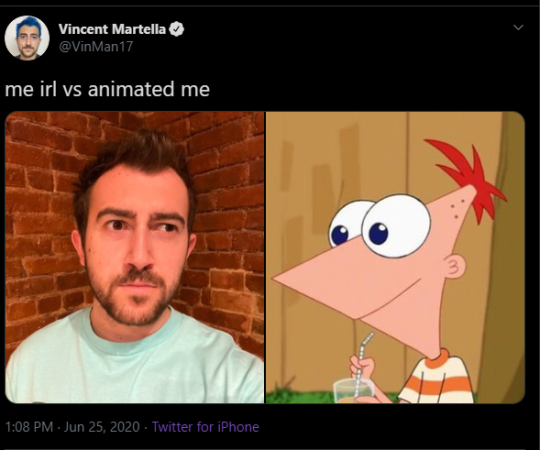 Vincent Martella
@VinMan17
me irl vs animated me
1:08 PM · Jun 25, 2020 · Twitter for iPhone